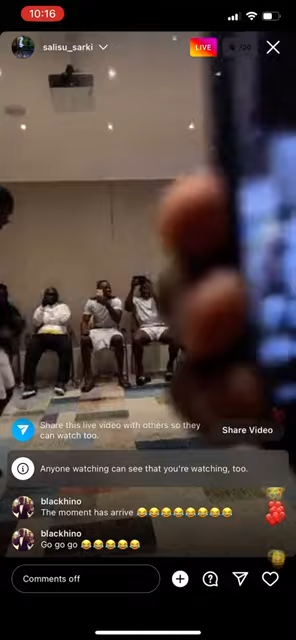 10:16
salisu_sarki
LIVE
Share this live video with others so they
can watch too.
Share Video
Anyone watching can see that you're watching, too.
blackhino
The moment has arrive 😂😂😂😂😂😂😂😂😂
blackhino
Go go go 😂😂😂😂😂
Comments off